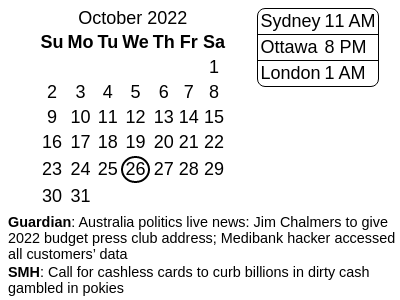 October 2022
Su Mo Tu We Th Fr Sa
1
2 3 4 5 6 7 8
9 10 11 12 13 14 15
16 17 18 19 20 21 22
23 24 25 26 27 28 29
30 31
Sydney 11 AM
Ottawa 8 PM
London 1 AM
Guardian: Australia politics live news: Jim Chalmers to give
2022 budget press club address; Medibank hacker accessed
all customers’ data
SMH: Call for cashless cards to curb billions in dirty cash
gambled in pokies